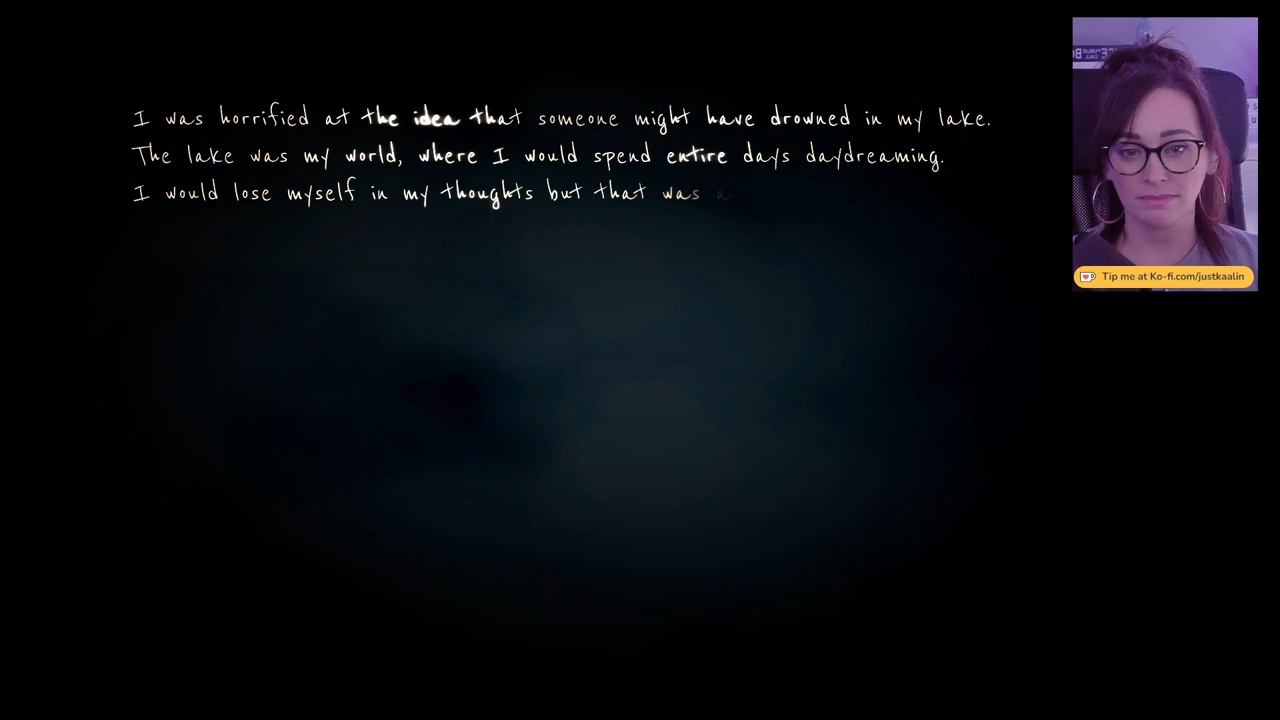 I was horrified at the idea that someone might have drowned in my lake.
The lake was my world, where I would spend entire days daydreaming.
I would lose myself in my thoughts but that was a
Tip me at Ko-fi.com/justkaalin